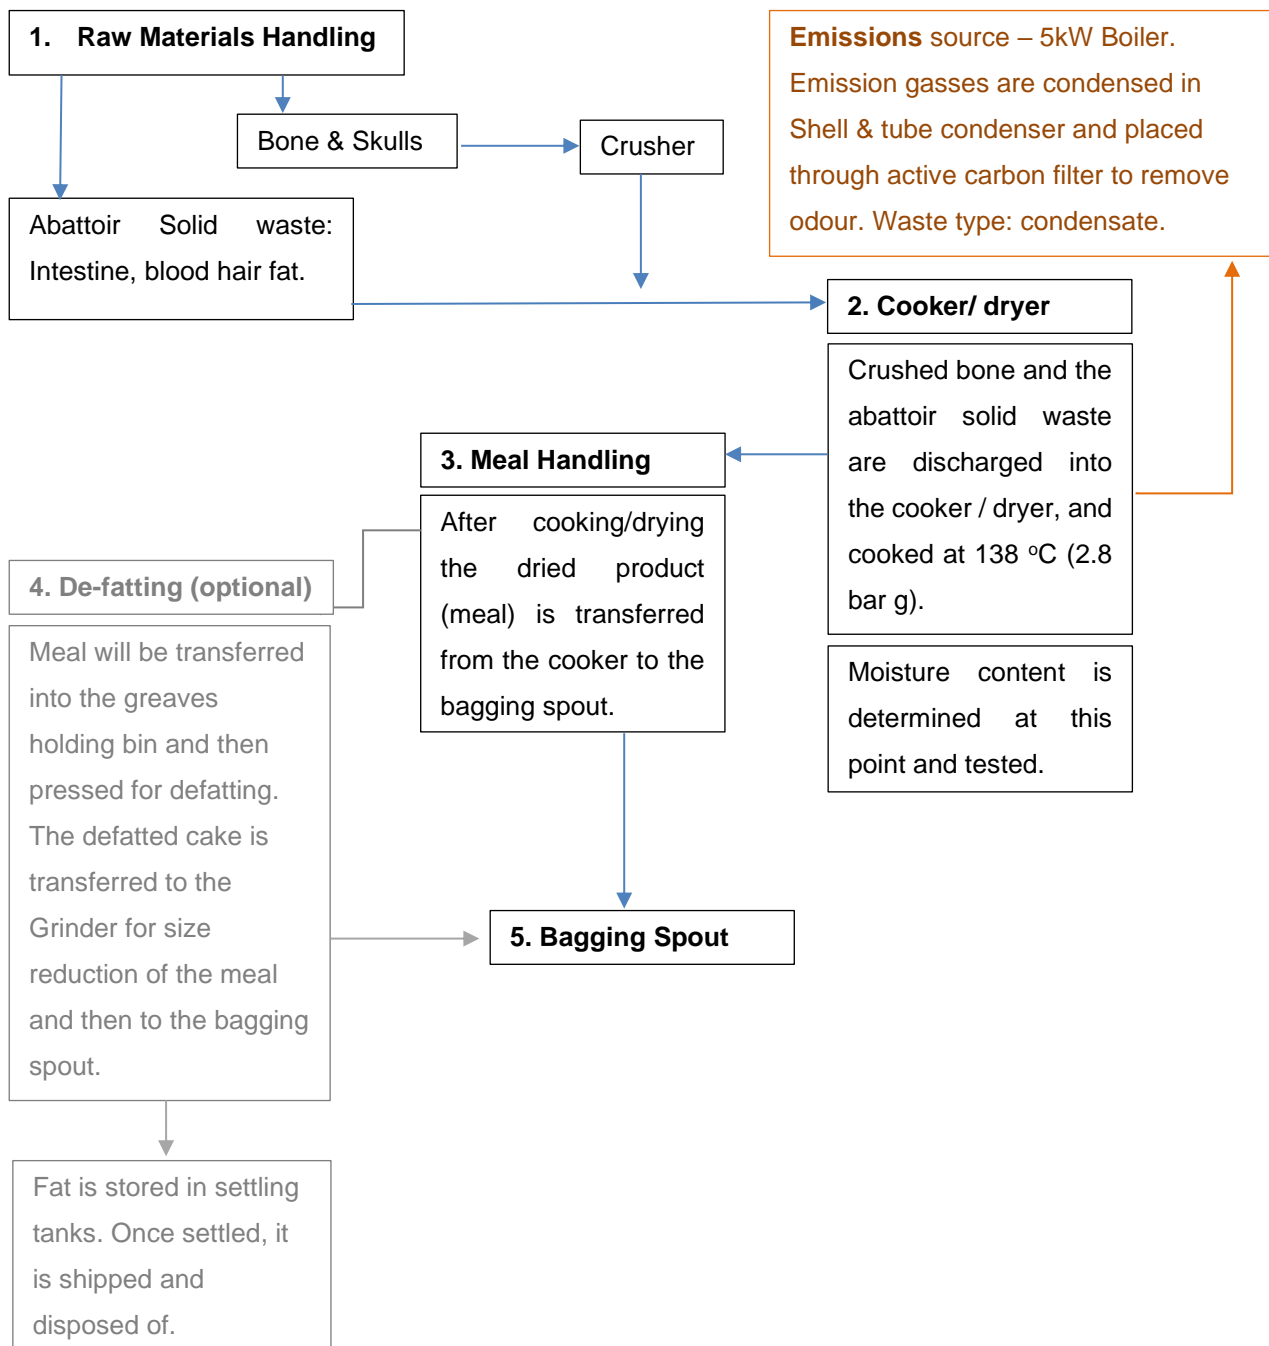 1. Raw Materials Handling
Emissions source – 5kW Boiler.
Emission gasses are condensed in
Shell & tube condenser and placed
through active carbon filter to remove
odour. Waste type: condensate.
Bone & Skulls
Crusher
Abattoir Solid waste:
Intestine, blood hair fat.
2. Cooker/ dryer
Crushed bone and the
abattoir solid waste
are discharged into
the cooker / dryer, and
cooked at 138 ºC (2.8
bar g).
Moisture content is
determined at this
point and tested.
3. Meal Handling
After cooking/drying
the dried product
(meal) is transferred
from the cooker to the
bagging spout.
4. De-fatting (optional)
Meal will be transferred
into the greaves
holding bin and then
pressed for defatting.
The defatted cake is
transferred to the
Grinder for size
reduction of the meal
and then to the bagging
spout.
5. Bagging Spout
Fat is stored in settling
tanks. Once settled, it
is shipped and
disposed of.